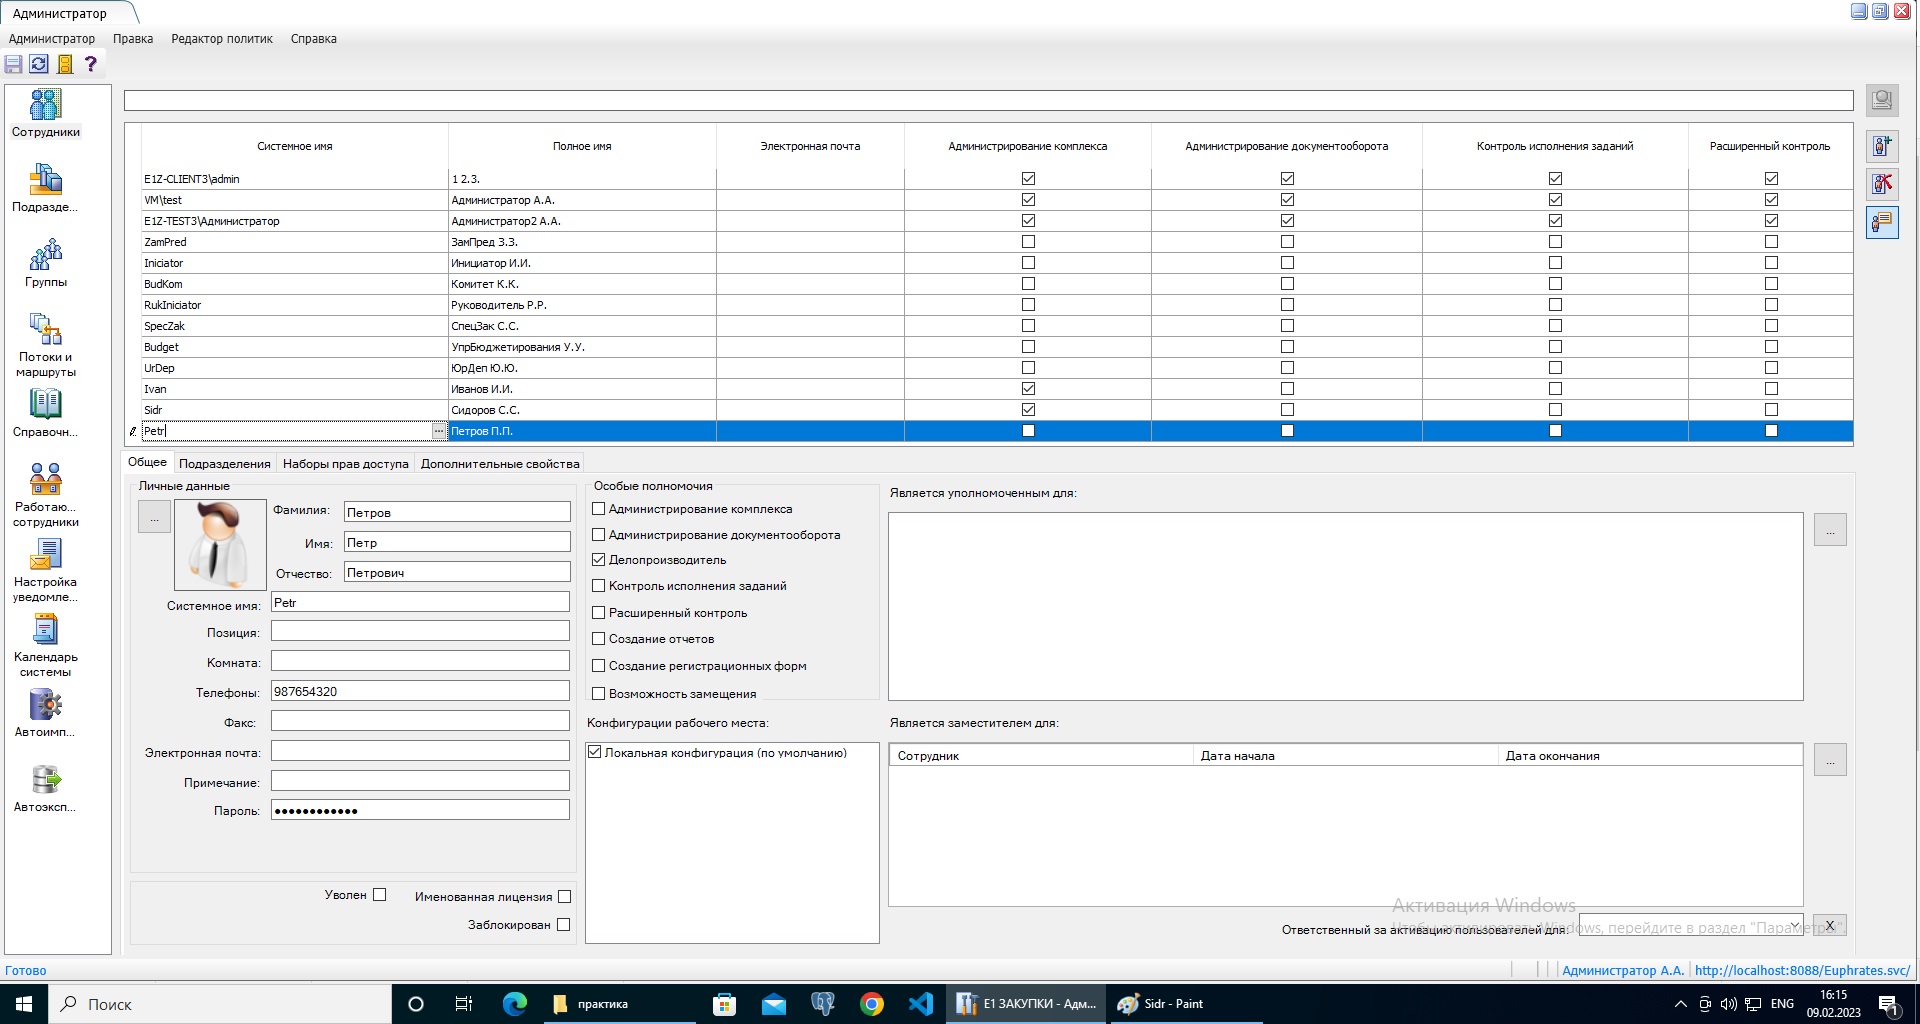 Администратор
Администратор Правка Редактор политик Справка
Сотрудники
Подразде...
Группы
Потоки и
маршруты
Справочн...
Работаю...
сотрудники
Настройка
уведомле...
Календарь
системы
Автоимп...
Автоэксп...
Системное имя Полное имя Электронная почта Администрирование комплекса Администрирование документооборота Контроль исполнения заданий Расширенный контроль
E1Z-CLIENT3\admin 1 2.3.
VM\test Администратор А.А.
E1Z-TEST3\Администратор Администратор2 А.А.
ZamPred ЗамПред З.З.
Iniciator Инициатор И.И.
BudKom Комитет К.К.
RukIniciator Руководитель Р.Р.
SpecZak СпецЗак С.С.
Budget УпрБюджетирования У.У.
UrDep ЮрДеп Ю.Ю.
Ivan Иванов И.И.
Sidr Сидоров С.С.
Petr ... Петров П.П.
Общее Подразделения Наборы прав доступа Дополнительные свойства
Личные данные
...
Фамилия: Петров
Имя: Петр
Отчество: Петрович
Системное имя: Petr
Позиция:
Комната:
Телефоны: 987654320
Факс:
Электронная почта:
Примечание:
Пароль: ●●●●●●●●●●●●
Уволен Именованная лицензия
Заблокирован
Особые полномочия
Администрирование комплекса
Администрирование документооборота
Делопроизводитель
Контроль исполнения заданий
Расширенный контроль
Создание отчетов
Создание регистрационных форм
Возможность замещения
Конфигурации рабочего места:
Локальная конфигурация (по умолчанию)
Является уполномоченным для:
...
Является заместителем для:
Сотрудник Дата начала Дата окончания
...
Активация Windows
Чтобы активировать Windows, перейдите в раздел "Параметры".
Ответственный за активацию пользователей для: X
Готово Администратор А.А. http://localhost:8088/Euphrates.svc/
Поиск практика E1 ЗАКУПКИ - Адм... Sidr - Paint ENG 16:15
09.02.2023 1